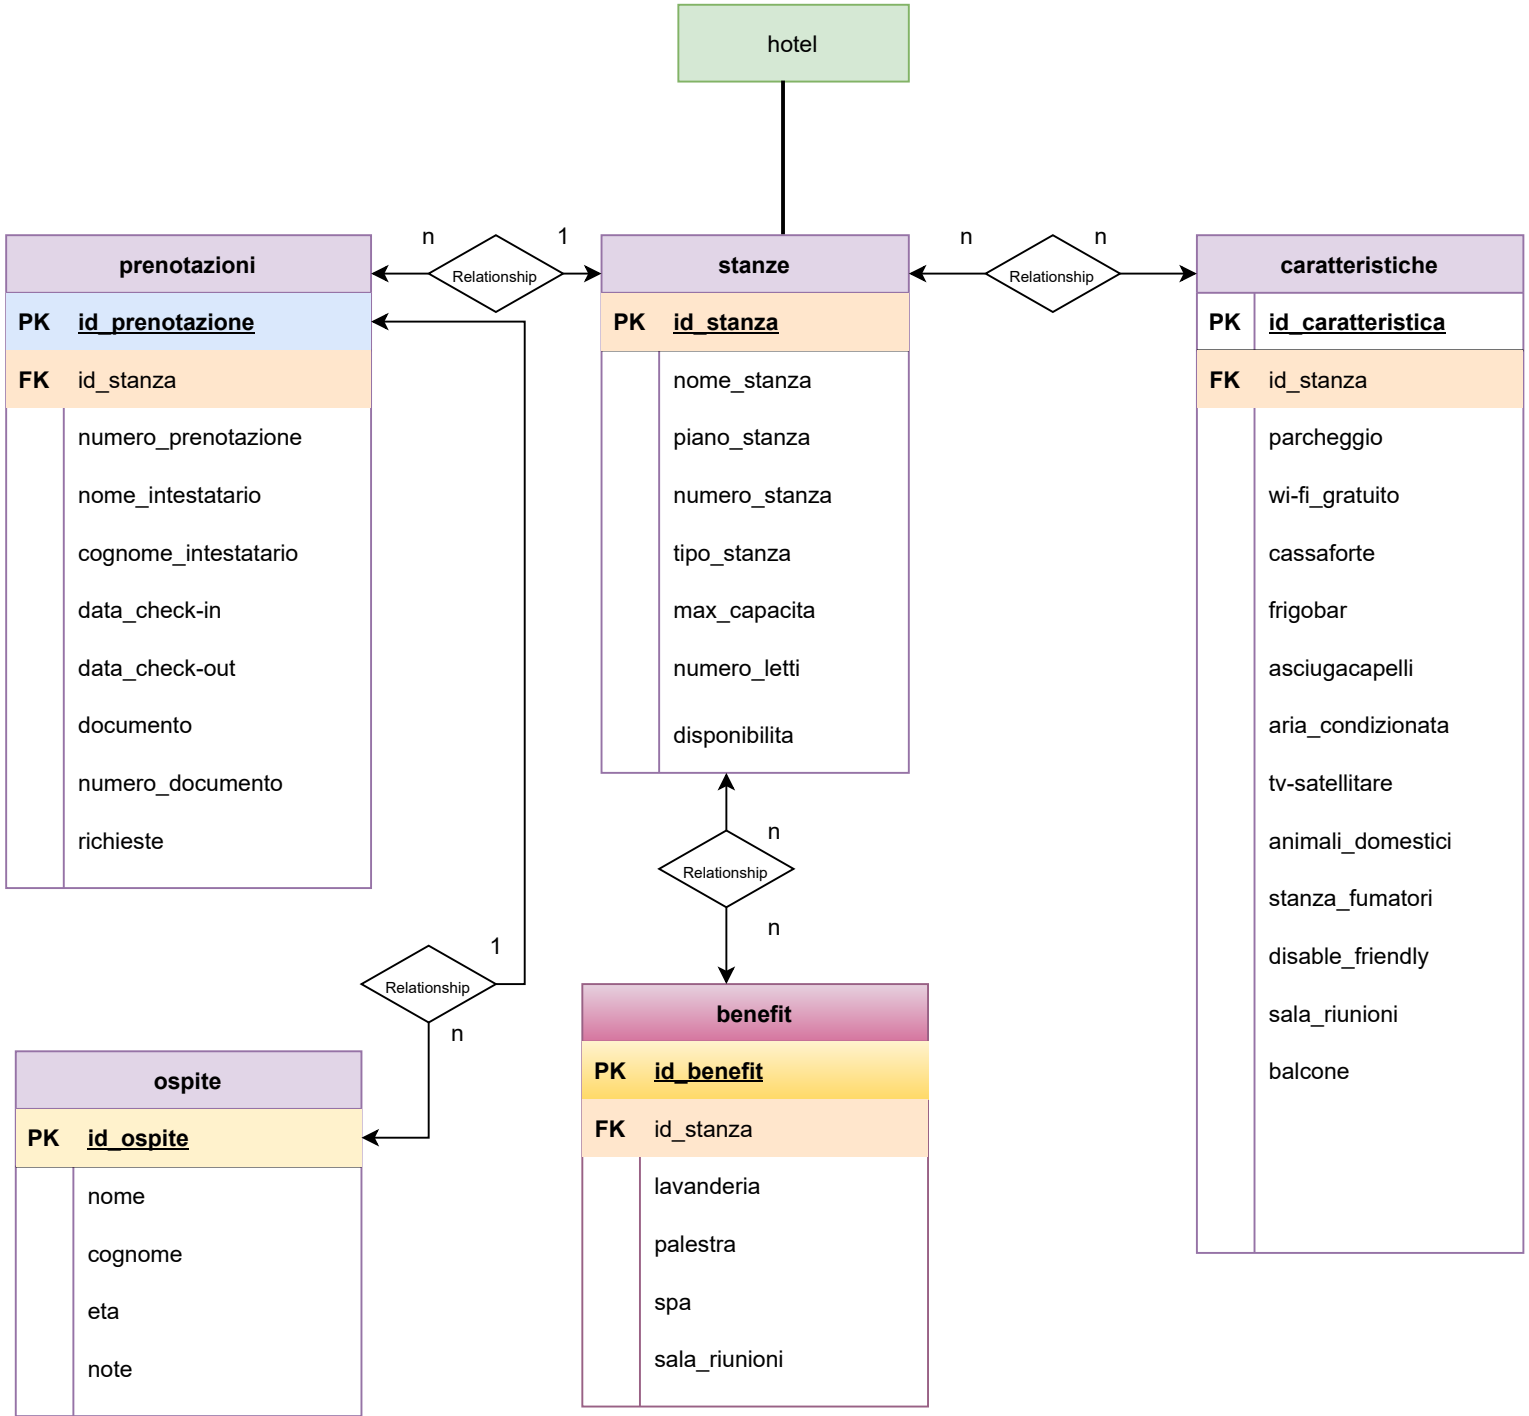 hotel
n
1
n
n
prenotazioni
Relationship
stanze
Relationship
caratteristiche
PK id_prenotazione
FK id_stanza
numero_prenotazione
nome_intestatario
cognome_intestatario
data_check-in
data_check-out
documento
numero_documento
richieste
PK id_stanza
nome_stanza
piano_stanza
numero_stanza
tipo_stanza
max_capacita
numero_letti
disponibilita
PK id_caratteristica
FK id_stanza
parcheggio
wi-fi_gratuito
cassaforte
frigobar
asciugacapelli
aria_condizionata
tv-satellitare
animali_domestici
stanza_fumatori
disable_friendly
sala_riunioni
balcone
n
Relationship
n
1
Relationship
n
ospite
PK id_ospite
nome
cognome
eta
note
benefit
PK id_benefit
FK id_stanza
lavanderia
palestra
spa
sala_riunioni